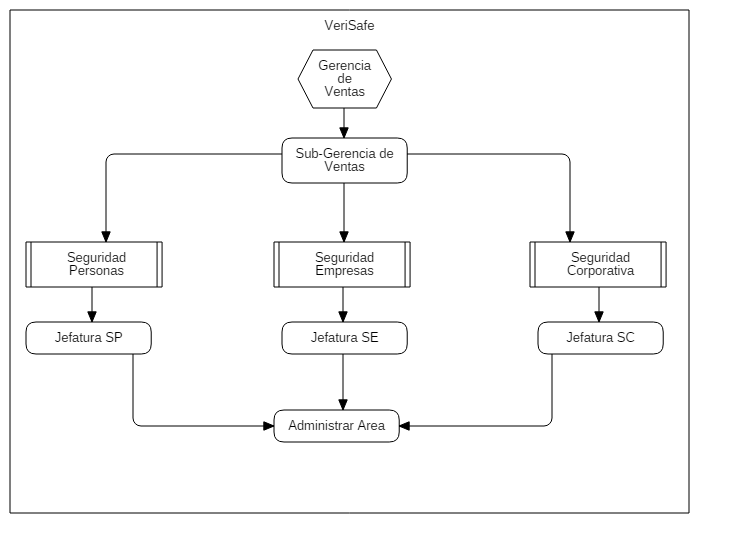 VeriSafe
Gerencia
de
Ventas
Sub-Gerencia de
Ventas
Seguridad
Personas
Seguridad
Empresas
Seguridad
Corporativa
Jefatura SP
Jefatura SE
Jefatura SC
Administrar Area